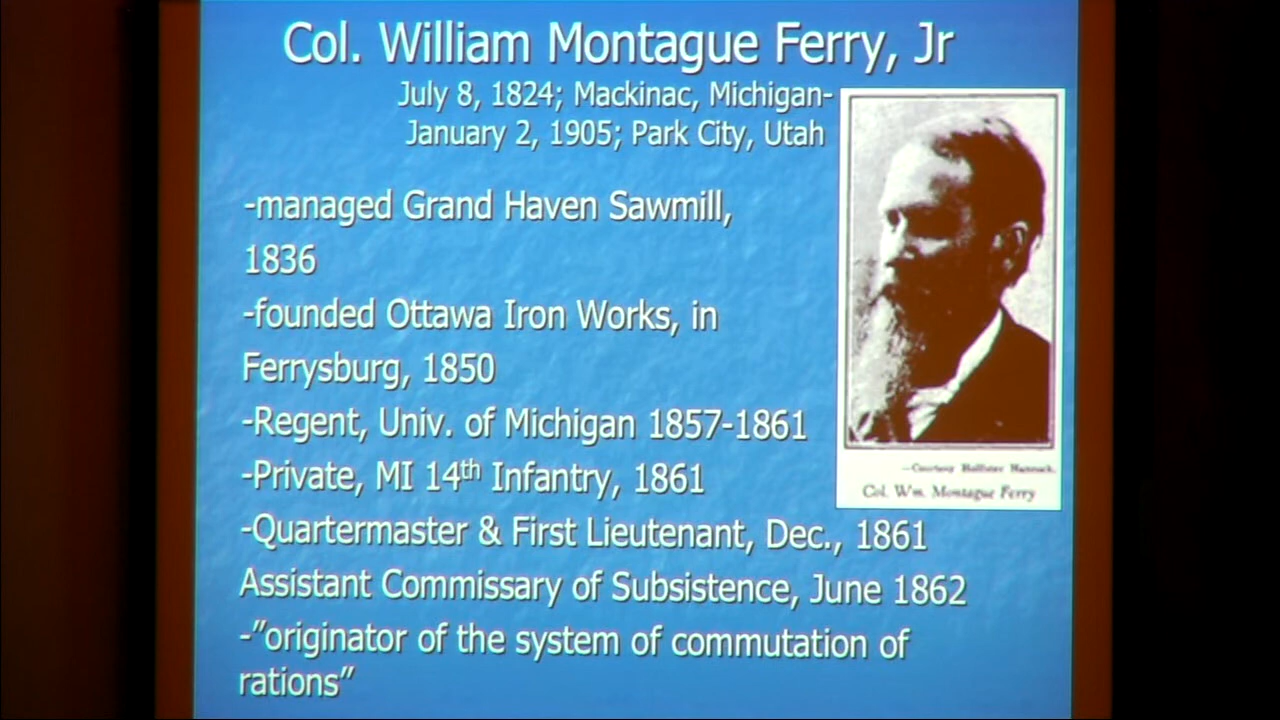 Col. William Montague Ferry, Jr
July 8, 1824; Mackinac, Michigan-
January 2, 1905; Park City, Utah
-managed Grand Haven Sawmill,
1836
-founded Ottawa Iron Works, in
Ferrysburg, 1850
-Regent, Univ. of Michigan 1857-1861
-Private, MI 14th Infantry, 1861
-Quartermaster & First Lieutenant, Dec., 1861
Assistant Commissary of Subsistence, June 1862
-"originator of the system of commutation of
rations"
—Courtesy Hollister
Col. Wm. Montague Ferry